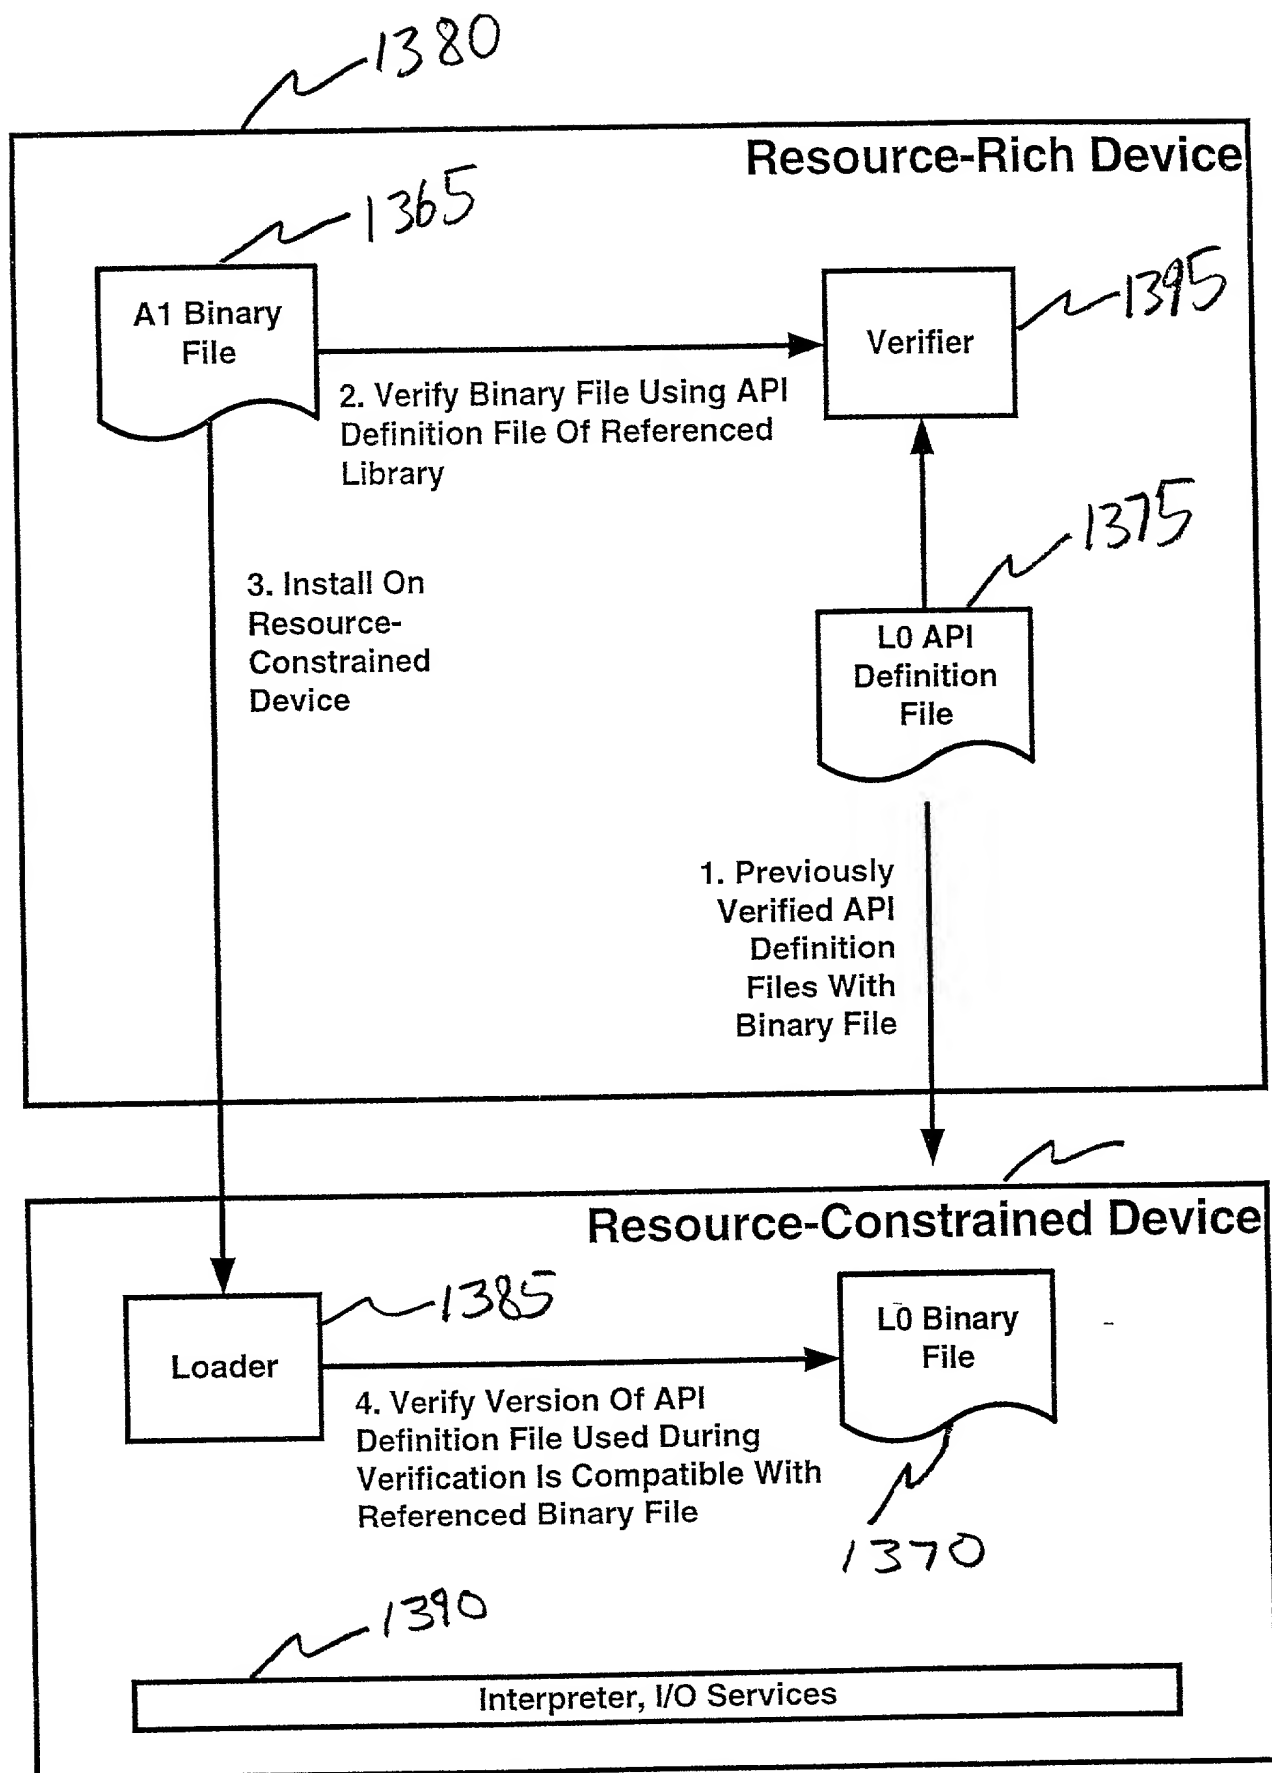 1380
Resource-Rich Device
1365
A1 Binary
File
1395
Verifier
2. Verify Binary File Using API
Definition File Of Referenced
Library
1375
3. Install On
Resource-
Constrained
Device
L0 API
Definition
File
1. Previously
Verified API
Definition
Files With
Binary File
Resource-Constrained Device
1385
Loader
L0 Binary
File
4. Verify Version Of API
Definition File Used During
Verification Is Compatible With
Referenced Binary File
1370
1390
Interpreter, I/O Services